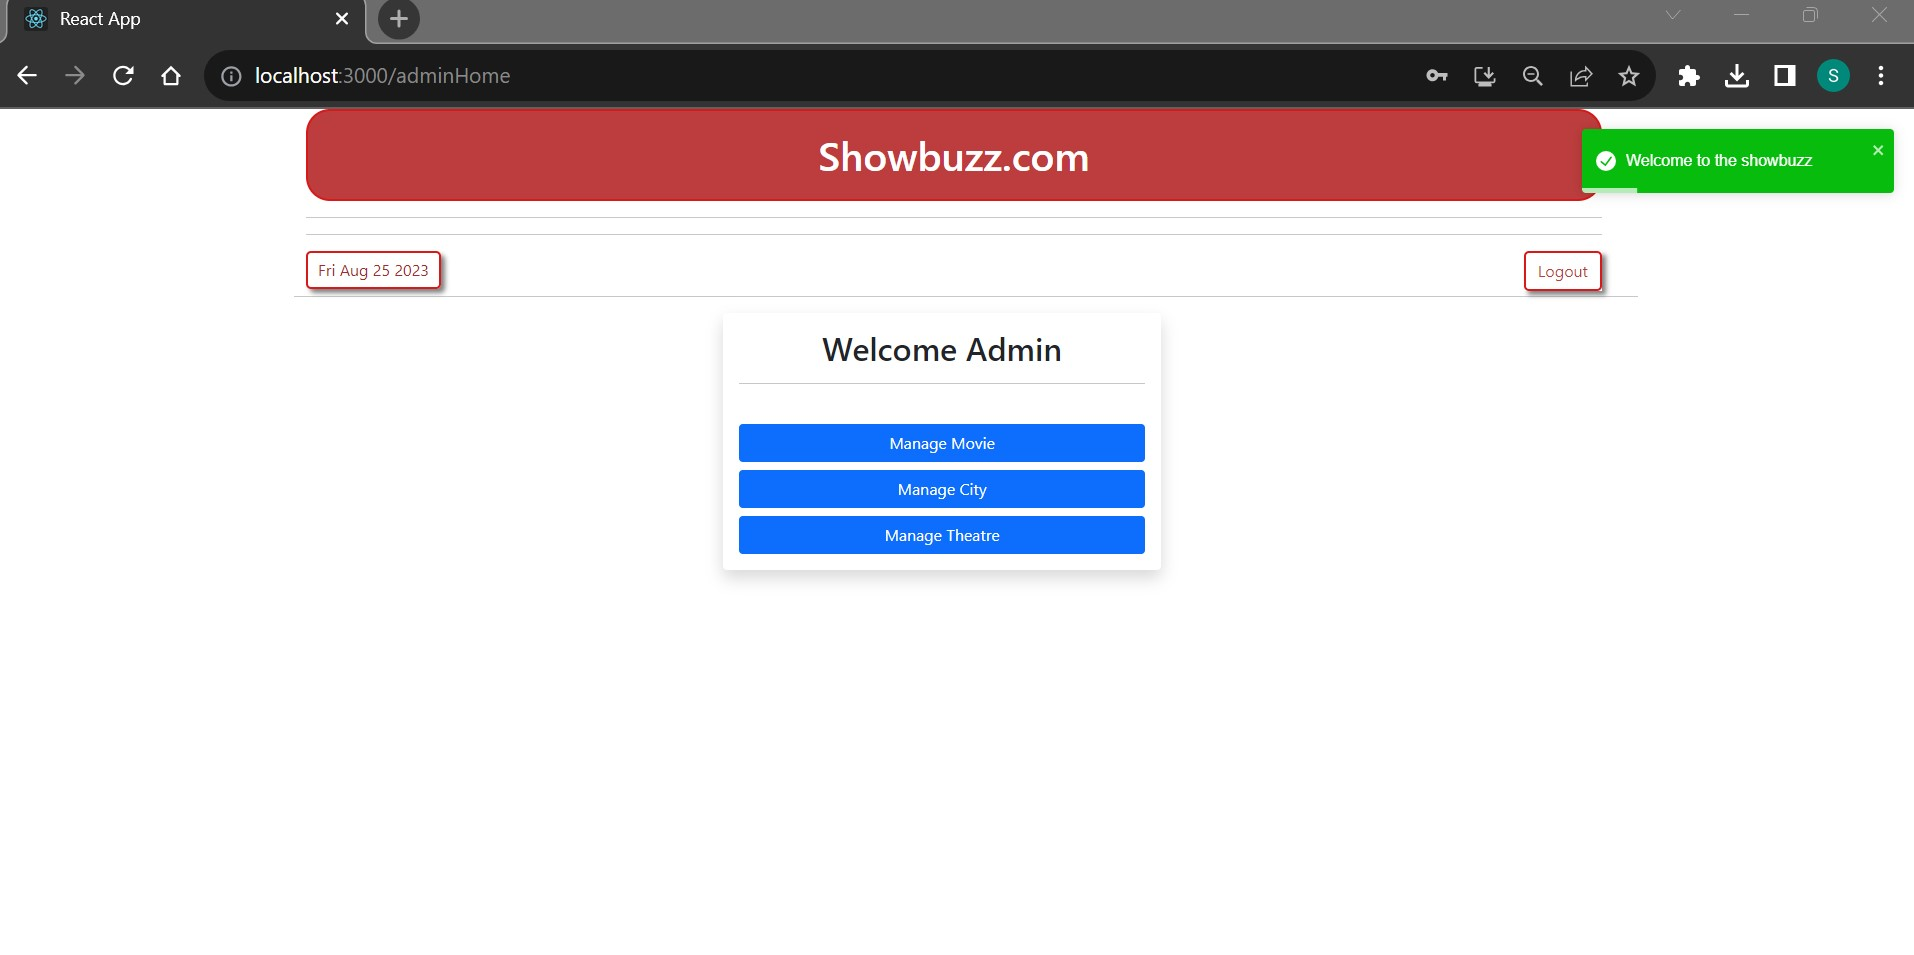 React App
localhost:3000/adminHome
S
Showbuzz.com
Welcome to the showbuzz
Fri Aug 25 2023
Logout
Welcome Admin
Manage Movie
Manage City
Manage Theatre